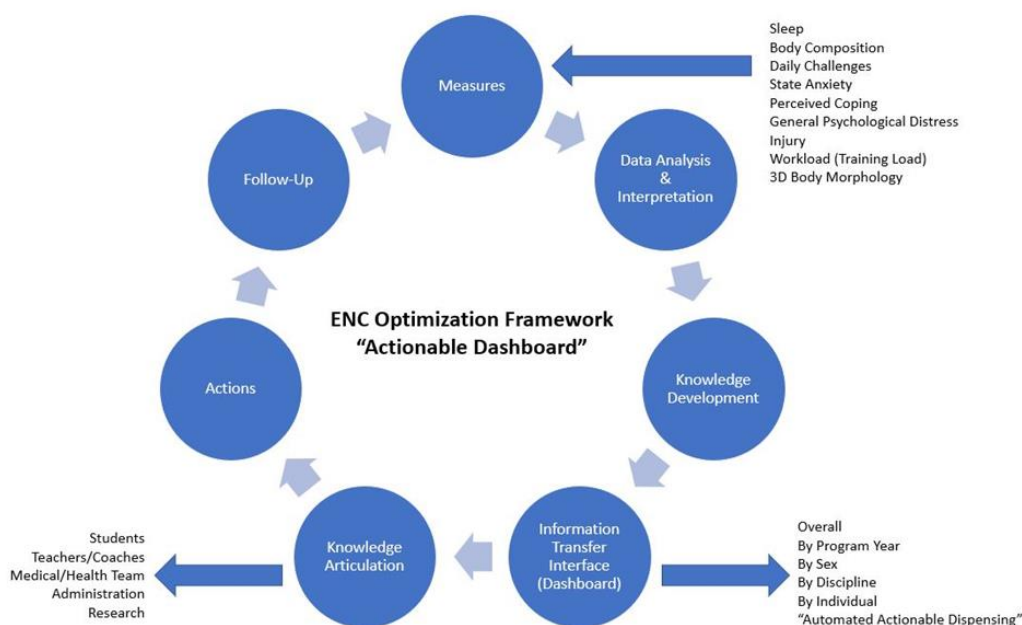 Measures
Sleep
Body Composition
Daily Challenges
State Anxiety
Perceived Coping
General Psychological Distress
Injury
Workload (Training Load)
3D Body Morphology
Data Analysis
&
Interpretation
Knowledge
Development
Information
Transfer
Interface
(Dashboard)
Overall
By Program Year
By Sex
By Discipline
By Individual
“Automated Actionable Dispensing”
Knowledge
Articulation
Students
Teachers/Coaches
Medical/Health Team
Administration
Research
Actions
Follow-Up
ENC Optimization Framework
“Actionable Dashboard”